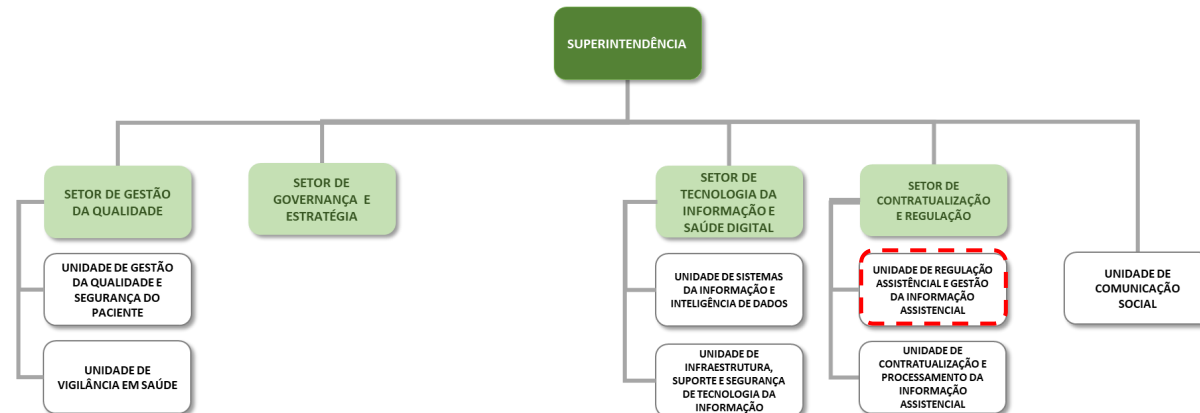 SUPERINTENDÊNCIA
SETOR DE GESTÃO
DA QUALIDADE
SETOR DE
GOVERNANÇA E
ESTRATÉGIA
SETOR DE
TECNOLOGIA DA
INFORMAÇÃO E
SAÚDE DIGITAL
SETOR DE
CONTRATUALIZAÇÃO
E REGULAÇÃO
UNIDADE DE GESTÃO
DA QUALIDADE E
SEGURANÇA DO
PACIENTE
UNIDADE DE SISTEMAS
DA INFORMAÇÃO E
INTELIGÊNCIA DE DADOS
UNIDADE DE REGULAÇÃO
ASSISTÊNCIAL E GESTÃO
DA INFORMAÇÃO
ASSISTENCIAL
UNIDADE DE
COMUNICAÇÃO
SOCIAL
UNIDADE DE
VIGILÂNCIA EM SAÚDE
UNIDADE DE
INFRAESTRUTURA,
SUPORTE E SEGURANÇA
DE TECNOLOGIA DA
INFORMAÇÃO
UNIDADE DE
CONTRATUALIZAÇÃO E
PROCESSAMENTO DA
INFORMAÇÃO
ASSISTENCIAL